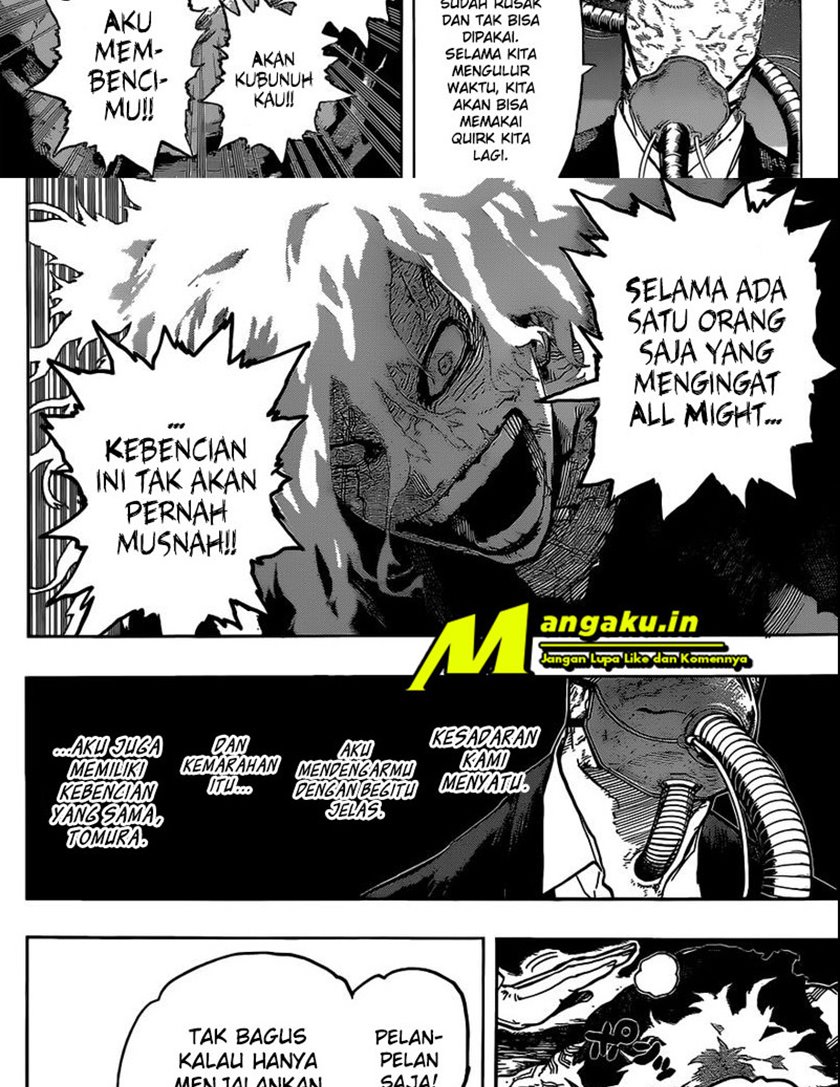 SUDAH RUSAK
DAN TAK BISA
DIPAKAI.
SELAMA KITA
MENGULUR
WAKTU, KITA
AKAN BISA
MEMAKAI
QUIRK KITA
LAGI.
AKAN
KUBUNUH
KAU!!
AKU
MEM-
BENCI-
MU!!
SELAMA ADA
SATU ORANG
SAJA YANG
MENGINGAT
ALL MIGHT...
...
KEBENCIAN
INI TAK AKAN
PERNAH
MUSNAH!!
Mangaku.in
Jangan Lupa Like dan Komennya
KESADARAN
KAMI
MENYATU.
AKU
MENDENGARMU
DENGAN BEGITU
JELAS.
DAN
KEMARAHAN
ITU...
...AKU JUGA
MEMILIKI
KEBENCIAN
YANG SAMA,
TOMURA.
PELAN-
PELAN
SAJA!
TAK BAGUS
KALAU HANYA
MENJALANKAN